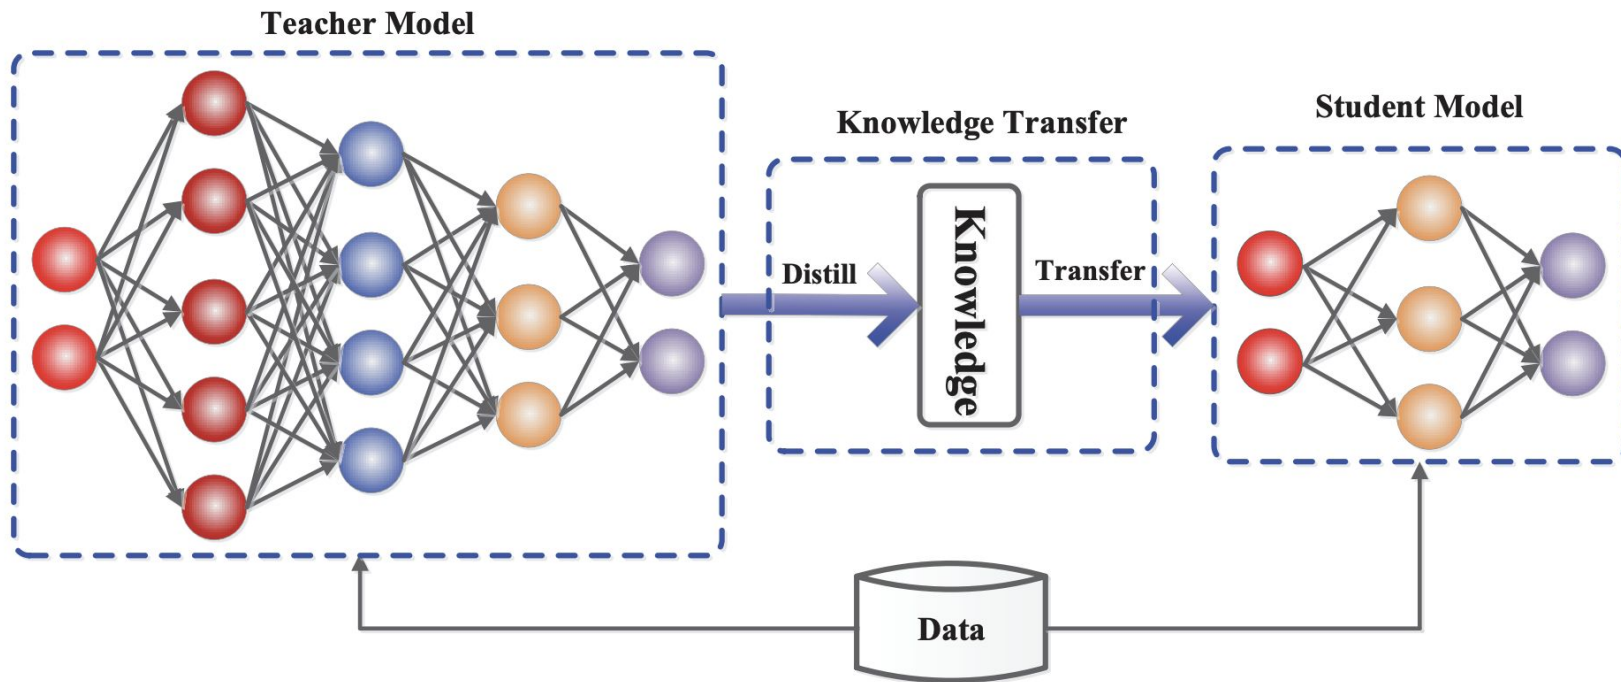 Teacher Model
Knowledge Transfer
Student Model
Distill
Knowledge
Transfer
Data